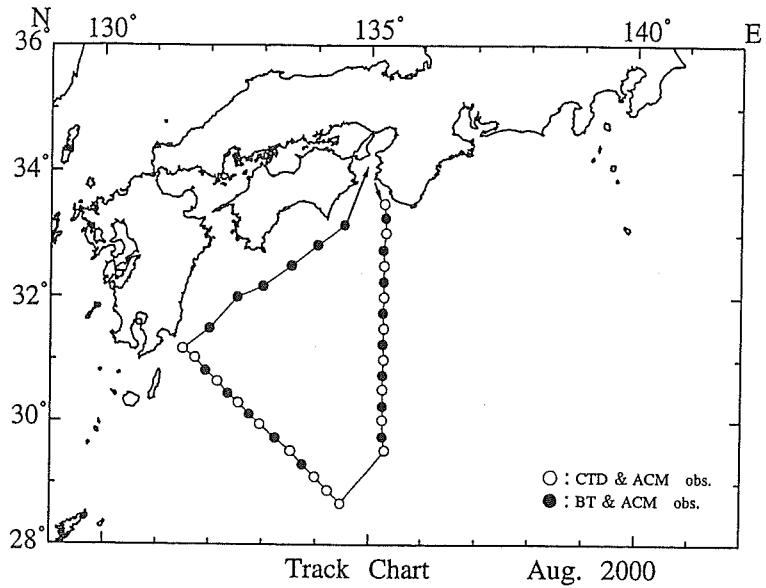 N 130° 135° 140° E
36°
34°
32°
30°
28°
N
○ : CTD & ACM obs.
● : BT & ACM obs.
Track Chart Aug. 2000